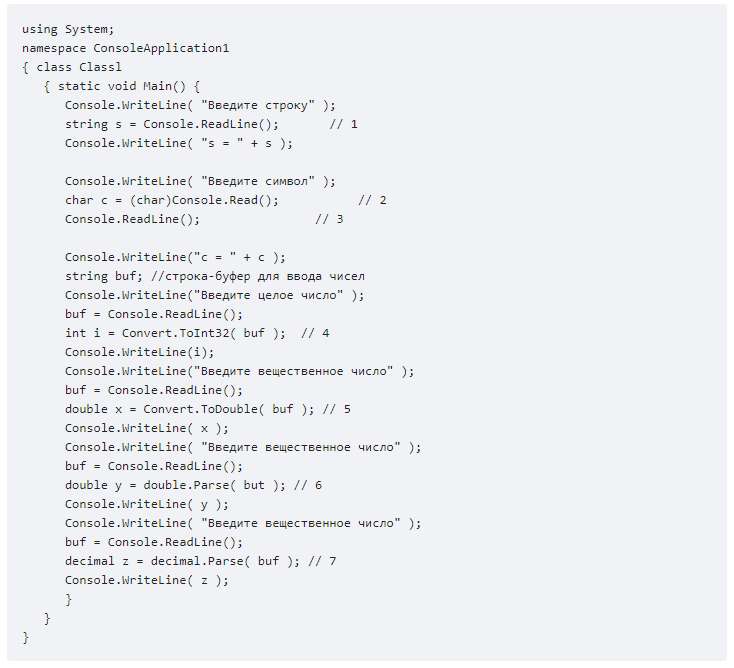 using System;
namespace ConsoleApplication1
{ class Classl
{ static void Main() {
Console.WriteLine( "Введите строку" );
string s = Console.ReadLine(); // 1
Console.WriteLine( "s = " + s );
Console.WriteLine( "Введите символ" );
char c = (char)Console.Read(); // 2
Console.ReadLine(); // 3
Console.WriteLine("c = " + c );
string buf; //строка-буфер для ввода чисел
Console.WriteLine("Введите целое число" );
buf = Console.ReadLine();
int i = Convert.ToInt32( buf ); // 4
Console.WriteLine(i);
Console.WriteLine("Введите вещественное число" );
buf = Console.ReadLine();
double x = Convert.ToDouble( buf ); // 5
Console.WriteLine( x );
Console.WriteLine( "Введите вещественное число" );
buf = Console.ReadLine();
double y = double.Parse( but ); // 6
Console.WriteLine( y );
Console.WriteLine( "Введите вещественное число" );
buf = Console.ReadLine();
decimal z = decimal.Parse( buf ); // 7
Console.WriteLine( z );
}
}
}